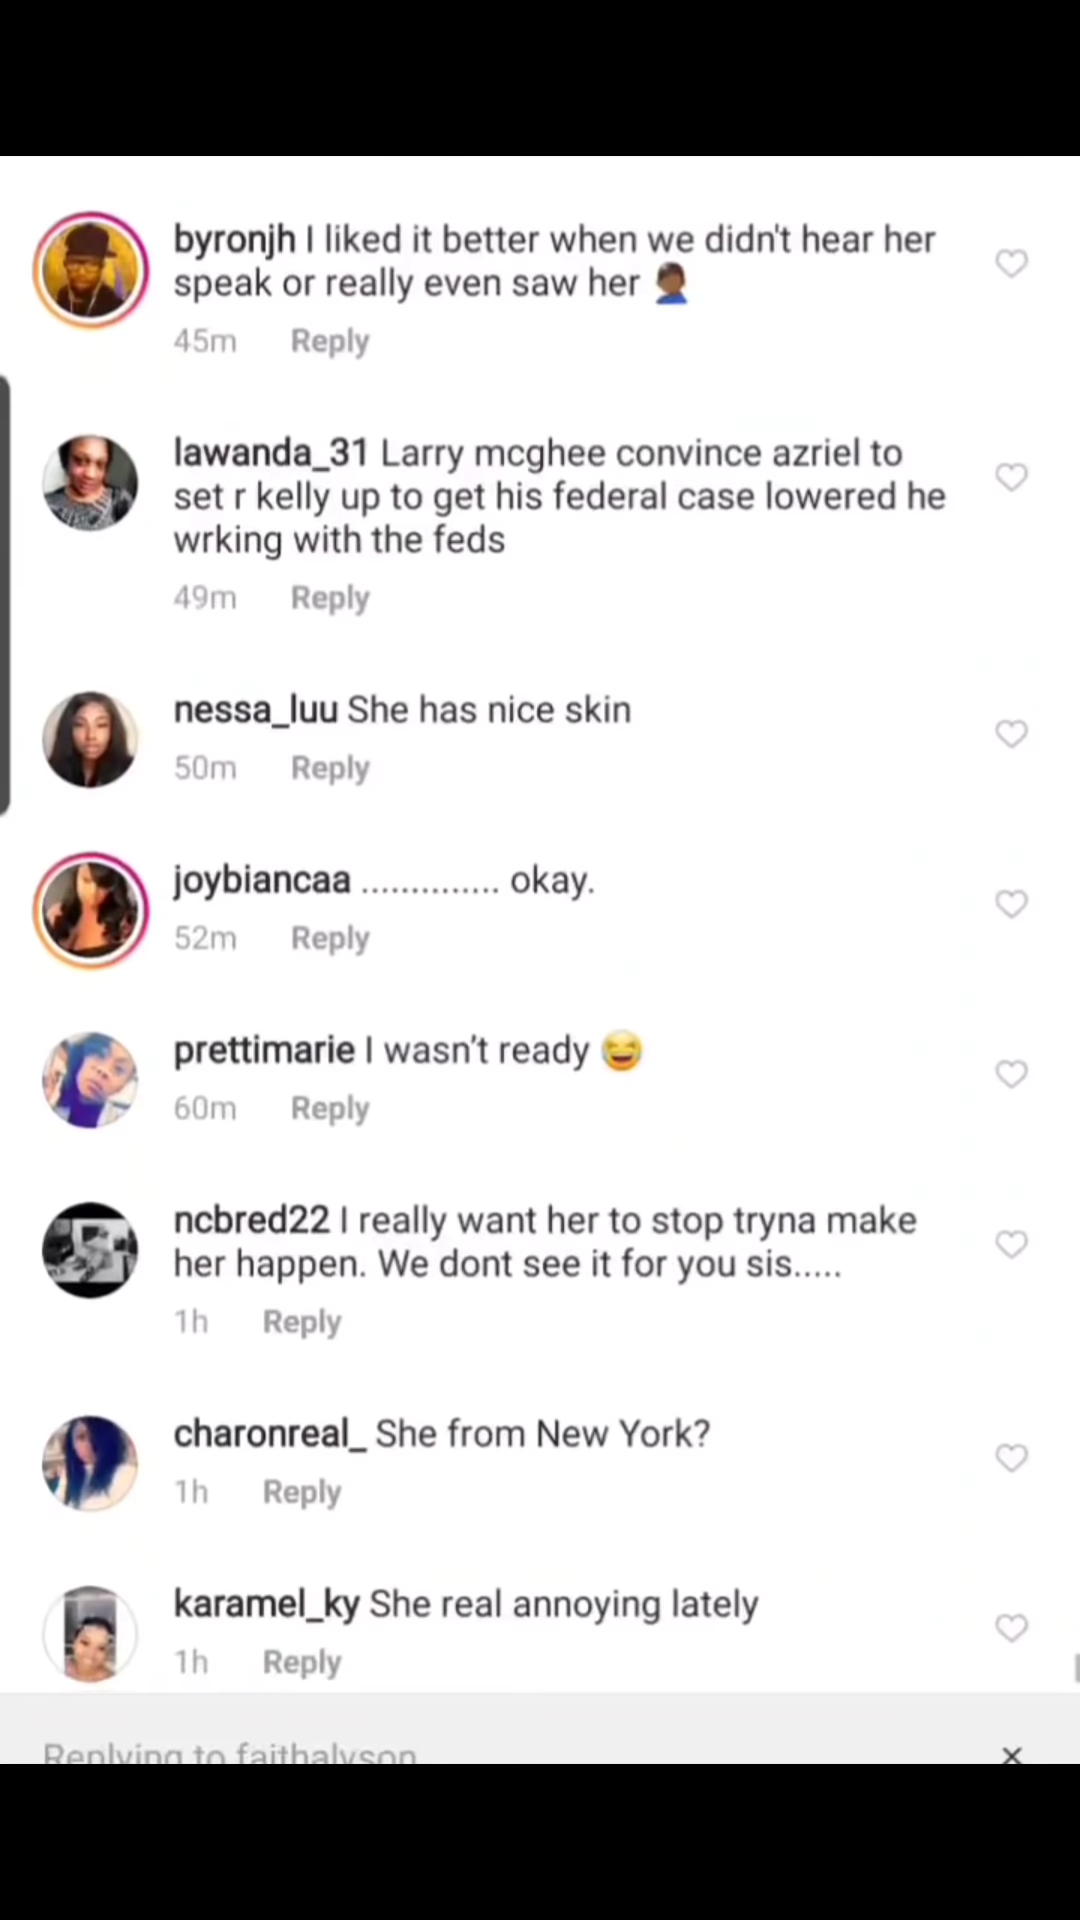 byronjh I liked it better when we didn't hear her
speak or really even saw her 🤦🏾‍♂️
45m Reply
lawanda_31 Larry mcghee convince azriel to
set r kelly up to get his federal case lowered he
wrking with the feds
49m Reply
nessa_luu She has nice skin
50m Reply
joybiancaa .............. okay.
52m Reply
prettimarie I wasn't ready 😂
60m Reply
ncbred22 I really want her to stop tryna make
her happen. We dont see it for you sis.....
1h Reply
charonreal_ She from New York?
1h Reply
karamel_ky She real annoying lately
1h Reply
Replying to faithalyson